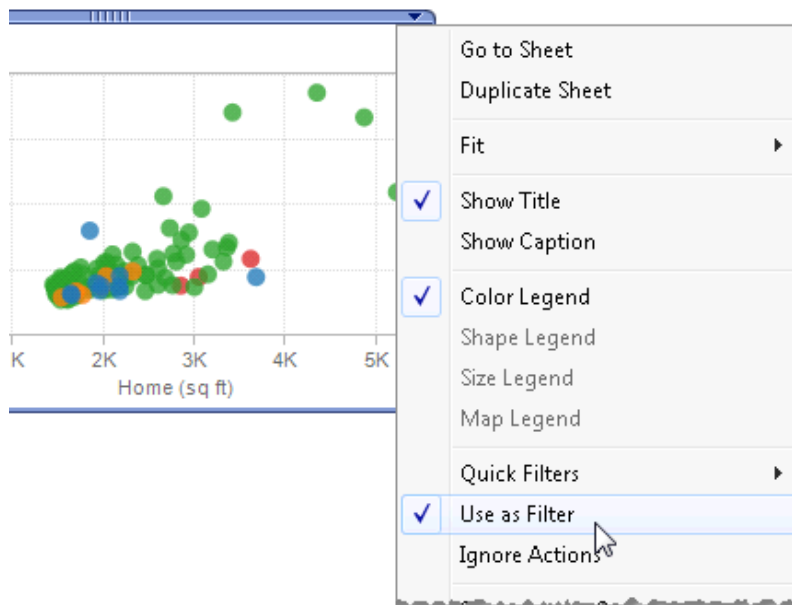 Go to Sheet
Duplicate Sheet
Fit
Show Title
Show Caption
Color Legend
Shape Legend
Size Legend
Map Legend
Quick Filters
Use as Filter
Ignore Actions
K 2K 3K 4K 5K
Home (sq ft)